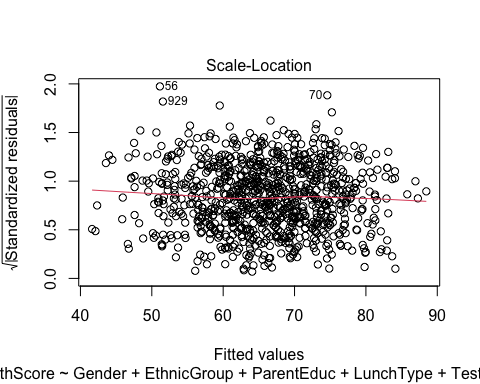 Scale-Location
√|Standardized residuals|
2.0
1.5
1.0
0.5
0.0
56
929
70
40 50 60 70 80 90
Fitted values
thScore ~ Gender + EthnicGroup + ParentEduc + LunchType + Test